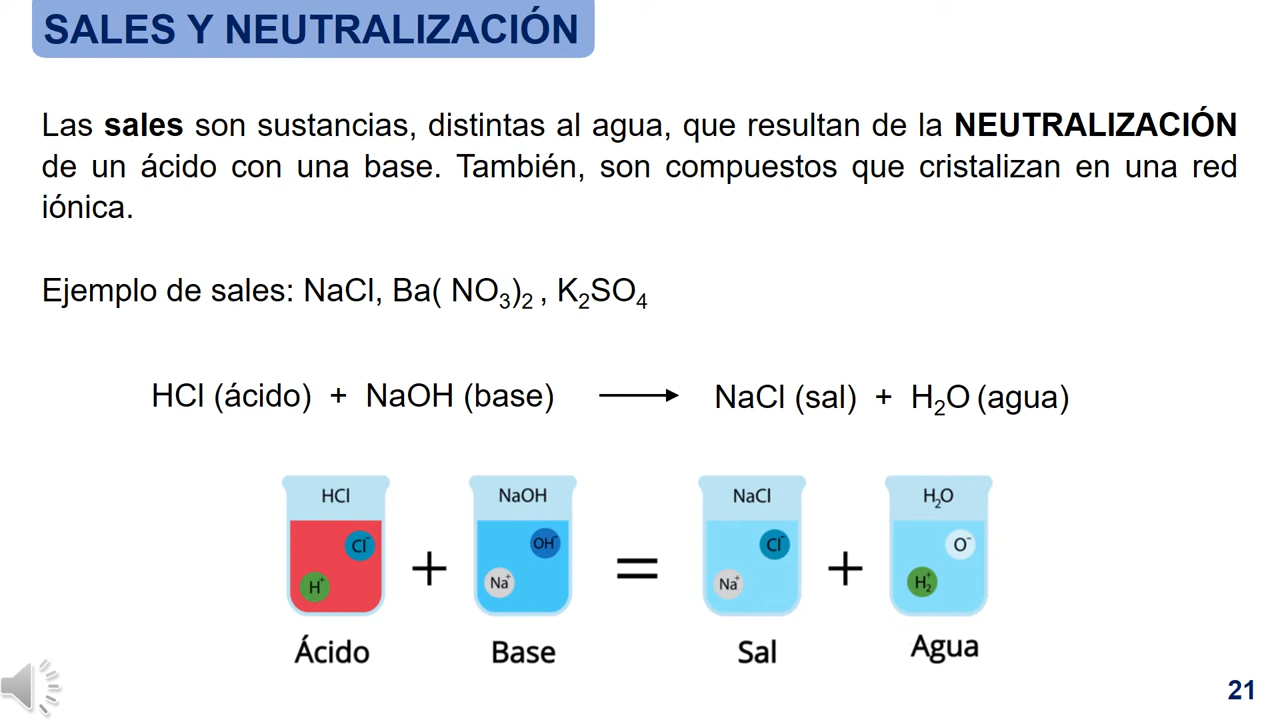 SALES Y NEUTRALIZACIÓN
Las sales son sustancias, distintas al agua, que resultan de la NEUTRALIZACIÓN
de un ácido con una base. También, son compuestos que cristalizan en una red
iónica.
Ejemplo de sales: NaCl, Ba( NO₃)₂ , K₂SO₄
HCl (ácido) + NaOH (base) ⟶ NaCl (sal) + H₂O (agua)
HCl NaOH NaCl H₂O
Cl⁻ OH⁻ Cl⁻ O⁻
H⁺ + Na⁺ = Na⁺ + H₂⁺
Ácido Base Sal Agua
21